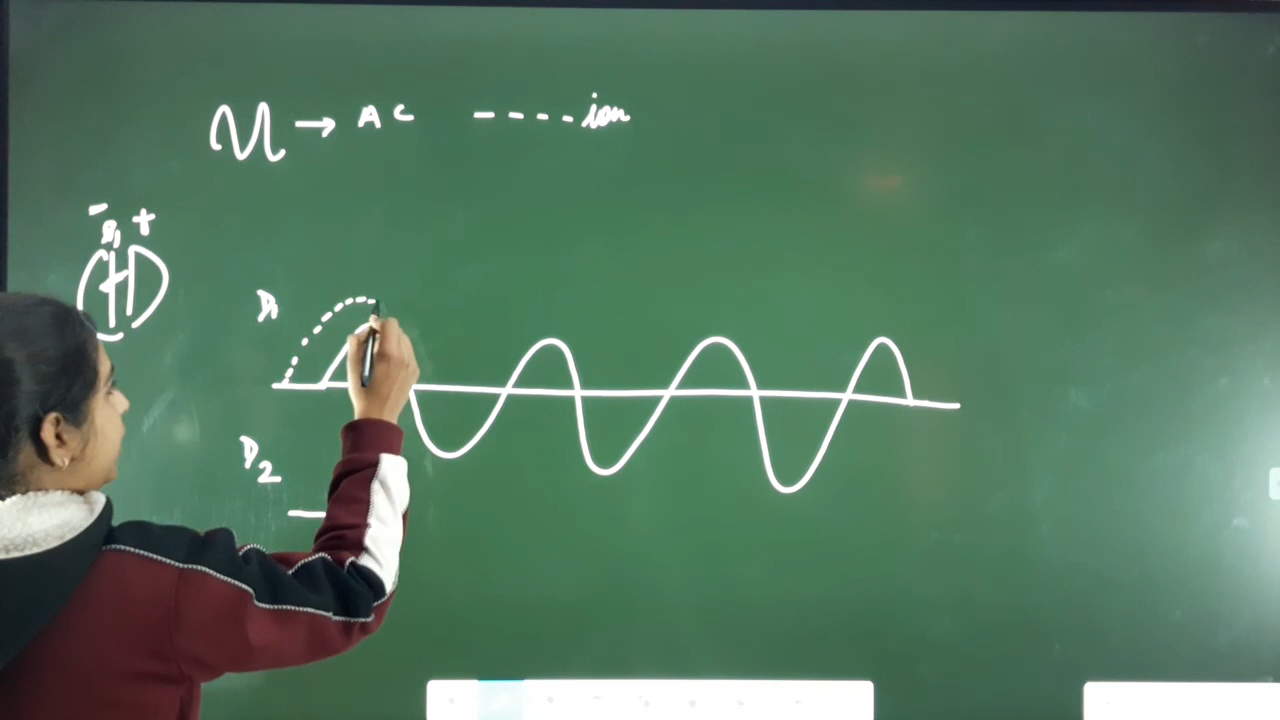 → AC ----ion
- +
D1
D2